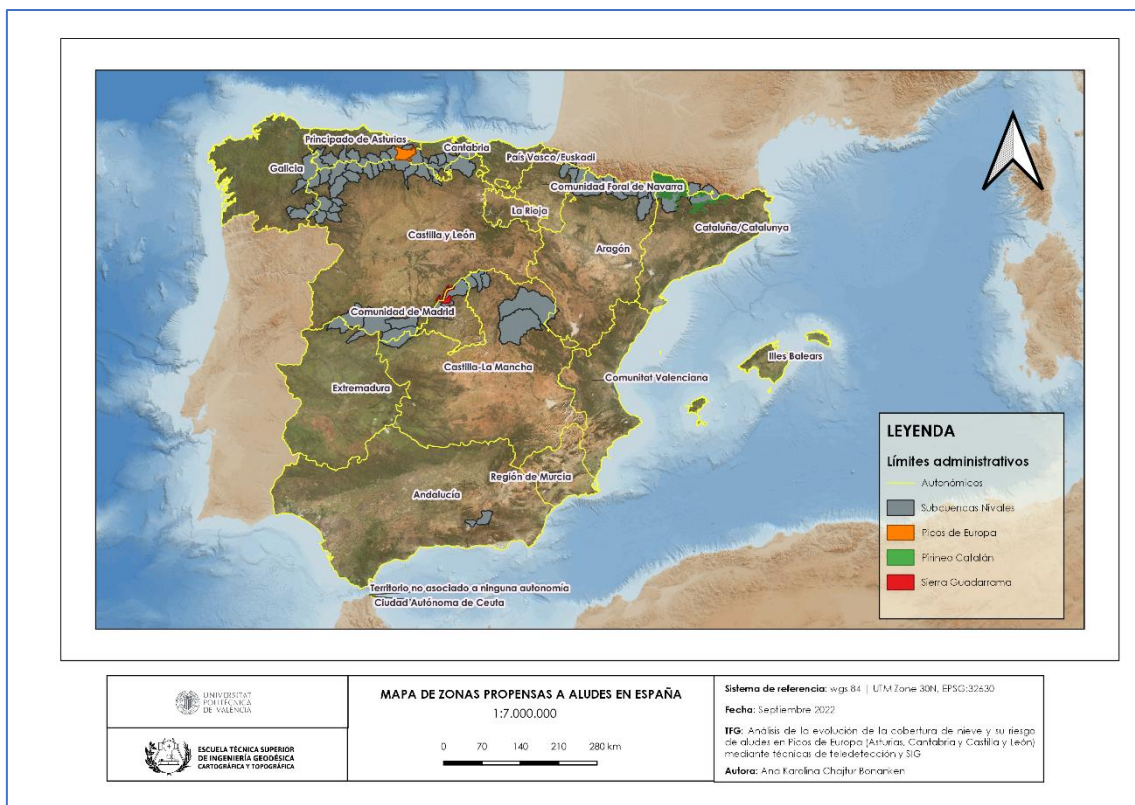 Principado de Asturias
Cantabria
País Vasco/Euskadi
Galicia
Comunidad Foral de Navarra
La Rioja
Cataluña/Catalunya
Castilla y León
Aragón
Comunidad de Madrid
Illes Balears
Castilla-La Mancha
Comunitat Valenciana
Extremadura
Región de Murcia
Andalucía
Territorio no asociado a ninguna autonomía
Ciudad Autónoma de Ceuta
LEYENDA
Límites administrativos
Autonómicos
Subcuencas Nivales
Picos de Europa
Pirineo Catalán
Sierra Guadarrama
UNIVERSITAT
POLITÈCNICA
DE VALÈNCIA
ESCUELA TÉCNICA SUPERIOR
DE INGENIERÍA GEODÉSICA
CARTOGRÁFICA Y TOPOGRÁFICA
MAPA DE ZONAS PROPENSAS A ALUDES EN ESPAÑA
1:7.000.000
0 70 140 210 280 km
Sistema de referencia: wgs 84 | UTM Zone 30N, EPSG:32630
Fecha: Septiembre 2022
TFG: Análisis de la evolución de la cobertura de nieve y su riesgo
de aludes en Picos de Europa (Asturias, Cantabria y Castilla y León)
mediante técnicas de teledetección y SIG
Autora: Ana Karolina Chajtur Bonanken